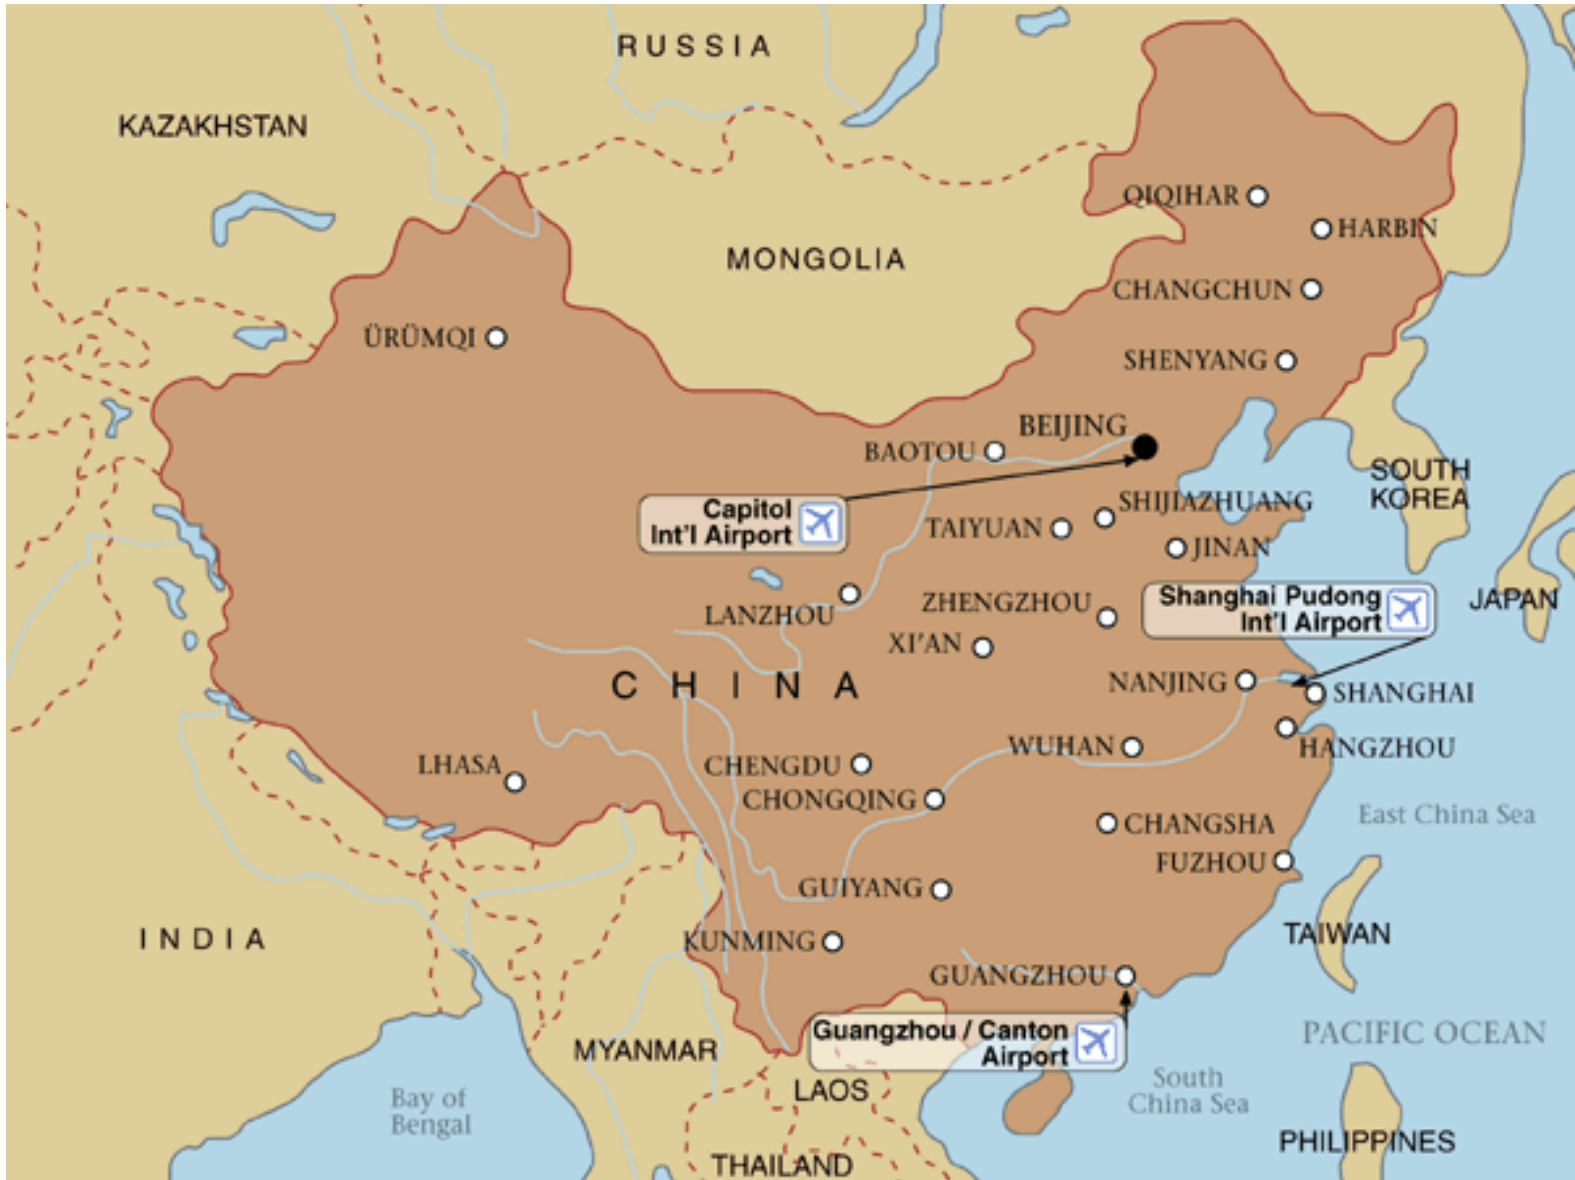 RUSSIA
KAZAKHSTAN
QIQIHAR
HARBIN
MONGOLIA
CHANGCHUN
ÜRÜMQI
SHENYANG
BEIJING
BAOTOU
SOUTH
KOREA
Capitol
Int'l Airport
SHIJIAZHUANG
TAIYUAN
JINAN
Shanghai Pudong
Int'l Airport
JAPAN
LANZHOU
ZHENGZHOU
XI'AN
CHINA
NANJING
SHANGHAI
HANGZHOU
WUHAN
LHASA
CHENGDU
CHONGQING
CHANGSHA
East China Sea
FUZHOU
GUIYANG
TAIWAN
INDIA
KUNMING
GUANGZHOU
Guangzhou / Canton
Airport
PACIFIC OCEAN
MYANMAR
LAOS
South
China Sea
Bay of
Bengal
PHILIPPINES
THAILAND